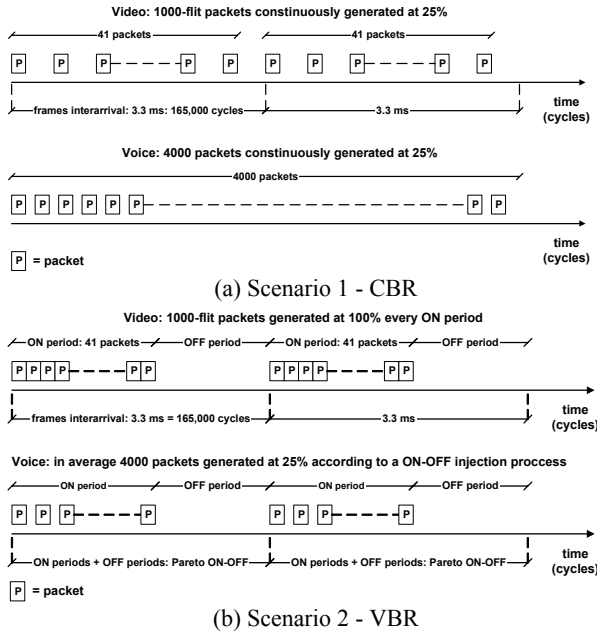 Video: 1000-flit packets constinuously generated at 25%
41 packets 41 packets
P P P P P P P P P P
frames interarrival: 3.3 ms: 165,000 cycles 3.3 ms
time
(cycles)
Voice: 4000 packets constinuously generated at 25%
4000 packets
P P P P P P P P
time
(cycles)
P = packet
(a) Scenario 1 - CBR
Video: 1000-flit packets generated at 100% every ON period
ON period: 41 packets OFF period ON period: 41 packets OFF period
P P P P P P P P P P P P
frames interarrival: 3.3 ms = 165,000 cycles 3.3 ms
time
(cycles)
Voice: in average 4000 packets generated at 25% according to a ON-OFF injection proccess
ON period OFF period ON period OFF period
P P P P P P P P
ON periods + OFF periods: Pareto ON-OFF ON periods + OFF periods: Pareto ON-OFF
time
(cycles)
P = packet
(b) Scenario 2 - VBR